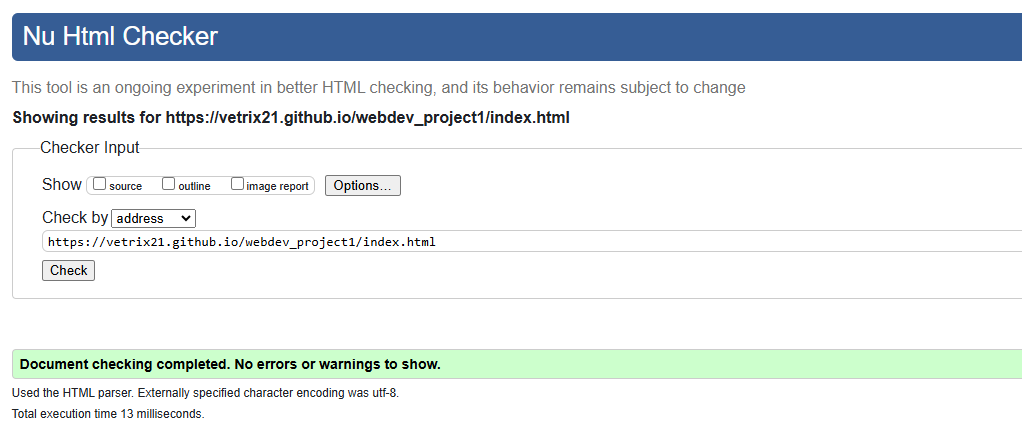 Nu Html Checker
This tool is an ongoing experiment in better HTML checking, and its behavior remains subject to change
Showing results for https://vetrix21.github.io/webdev_project1/index.html
Checker Input
Show source outline image report Options...
Check by address
https://vetrix21.github.io/webdev_project1/index.html
Check
Document checking completed. No errors or warnings to show.
Used the HTML parser. Externally specified character encoding was utf-8.
Total execution time 13 milliseconds.